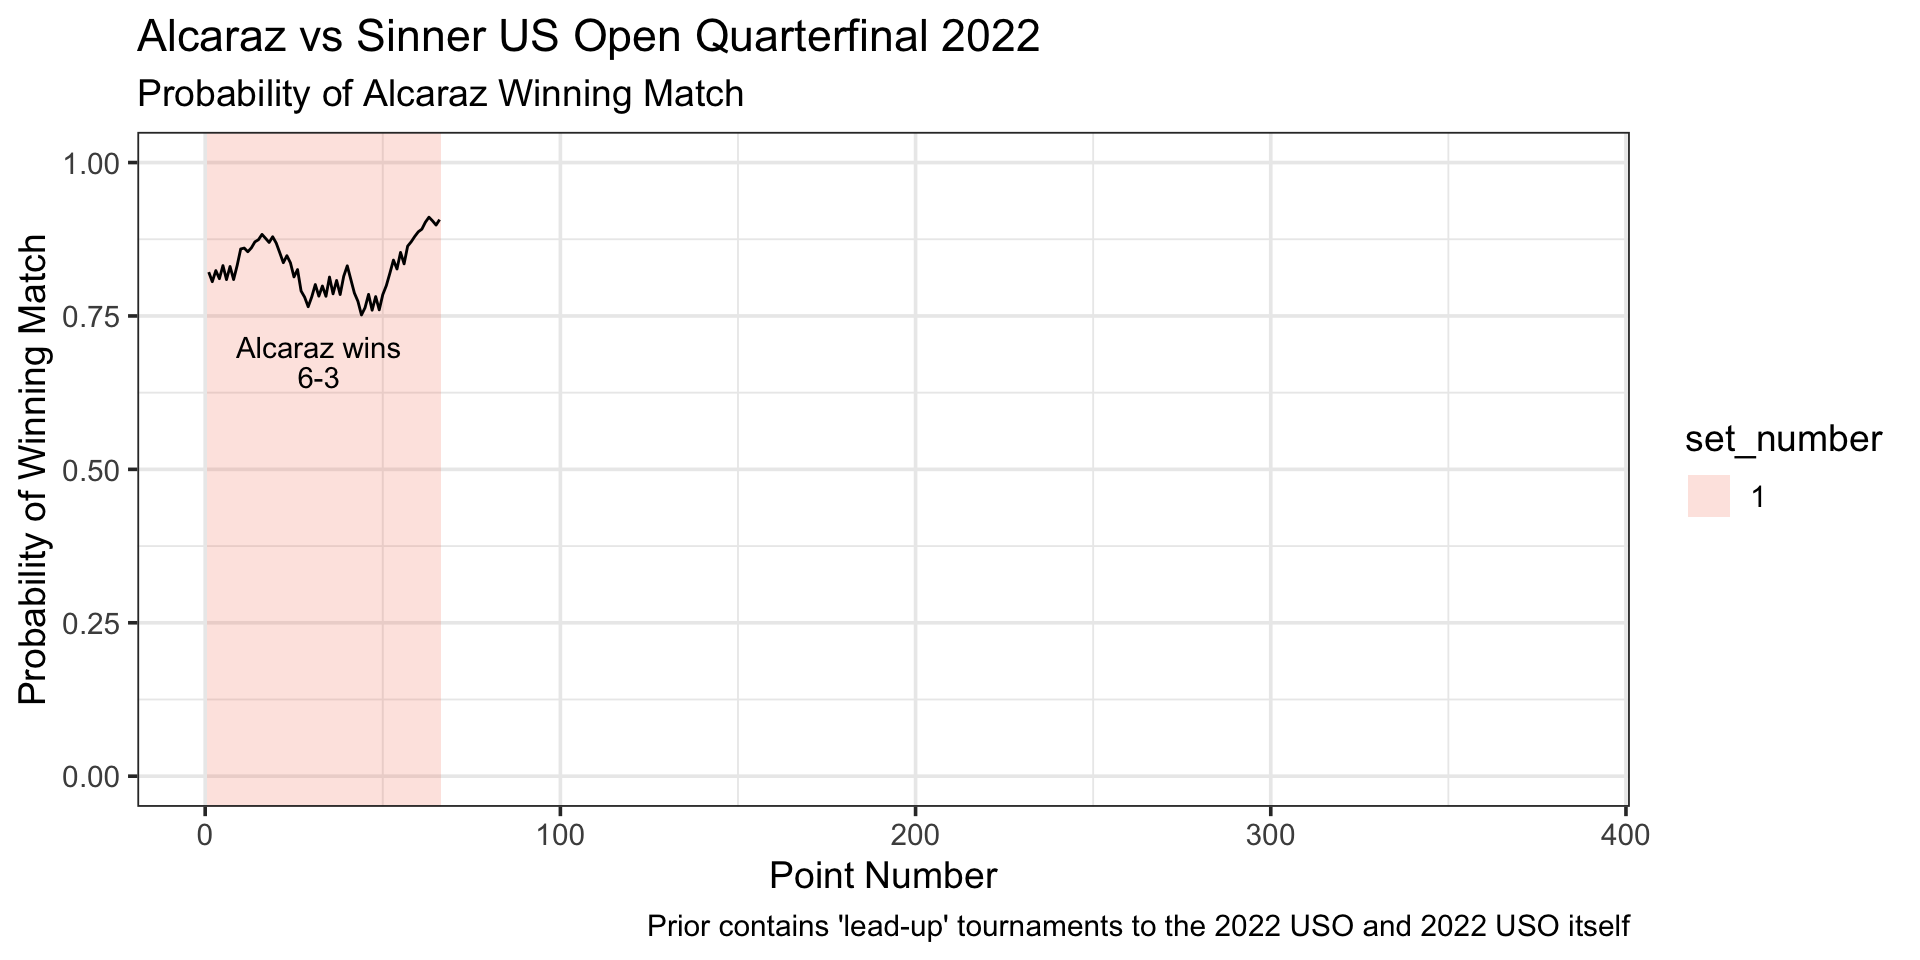 Alcaraz vs Sinner US Open Quarterfinal 2022
Probability of Alcaraz Winning Match
Probability of Winning Match
1.00
0.75
0.50
0.25
0.00
Alcaraz wins
6-3
0 100 200 300 400
Point Number
set_number
1
Prior contains 'lead-up' tournaments to the 2022 USO and 2022 USO itself